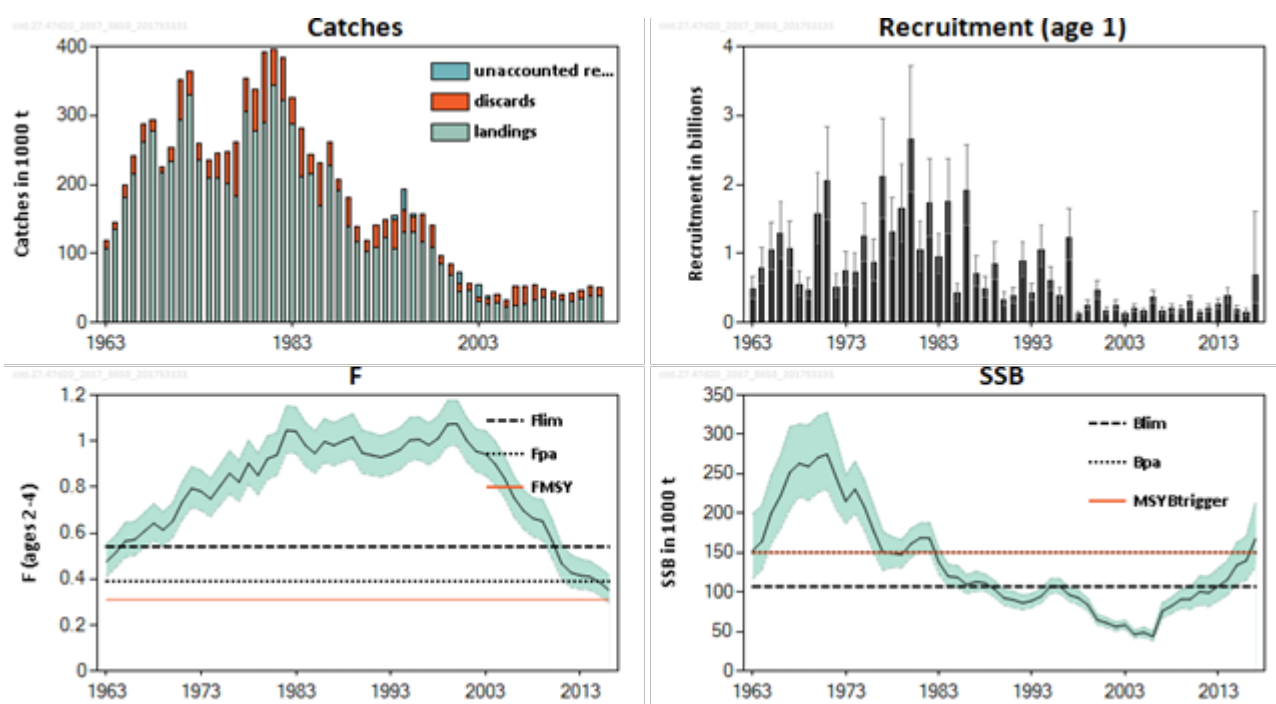 Catches
400
300
200
100
0
Catches in 1000 t
unaccounted re...
discards
landings
1963
1983
2003
Recruitment (age 1)
4
3
2
1
0
Recruitment in billions
1963
1973
1983
1993
2003
2013
F
1.2
1
0.8
0.6
0.4
0.2
0
F (ages 2-4)
Flim
Fpa
FMSY
1963
1973
1983
1993
2003
2013
SSB
350
300
250
200
150
100
50
0
SSB in 1000 t
Blim
Bpa
MSYBtrigger
1963
1973
1983
1993
2003
2013